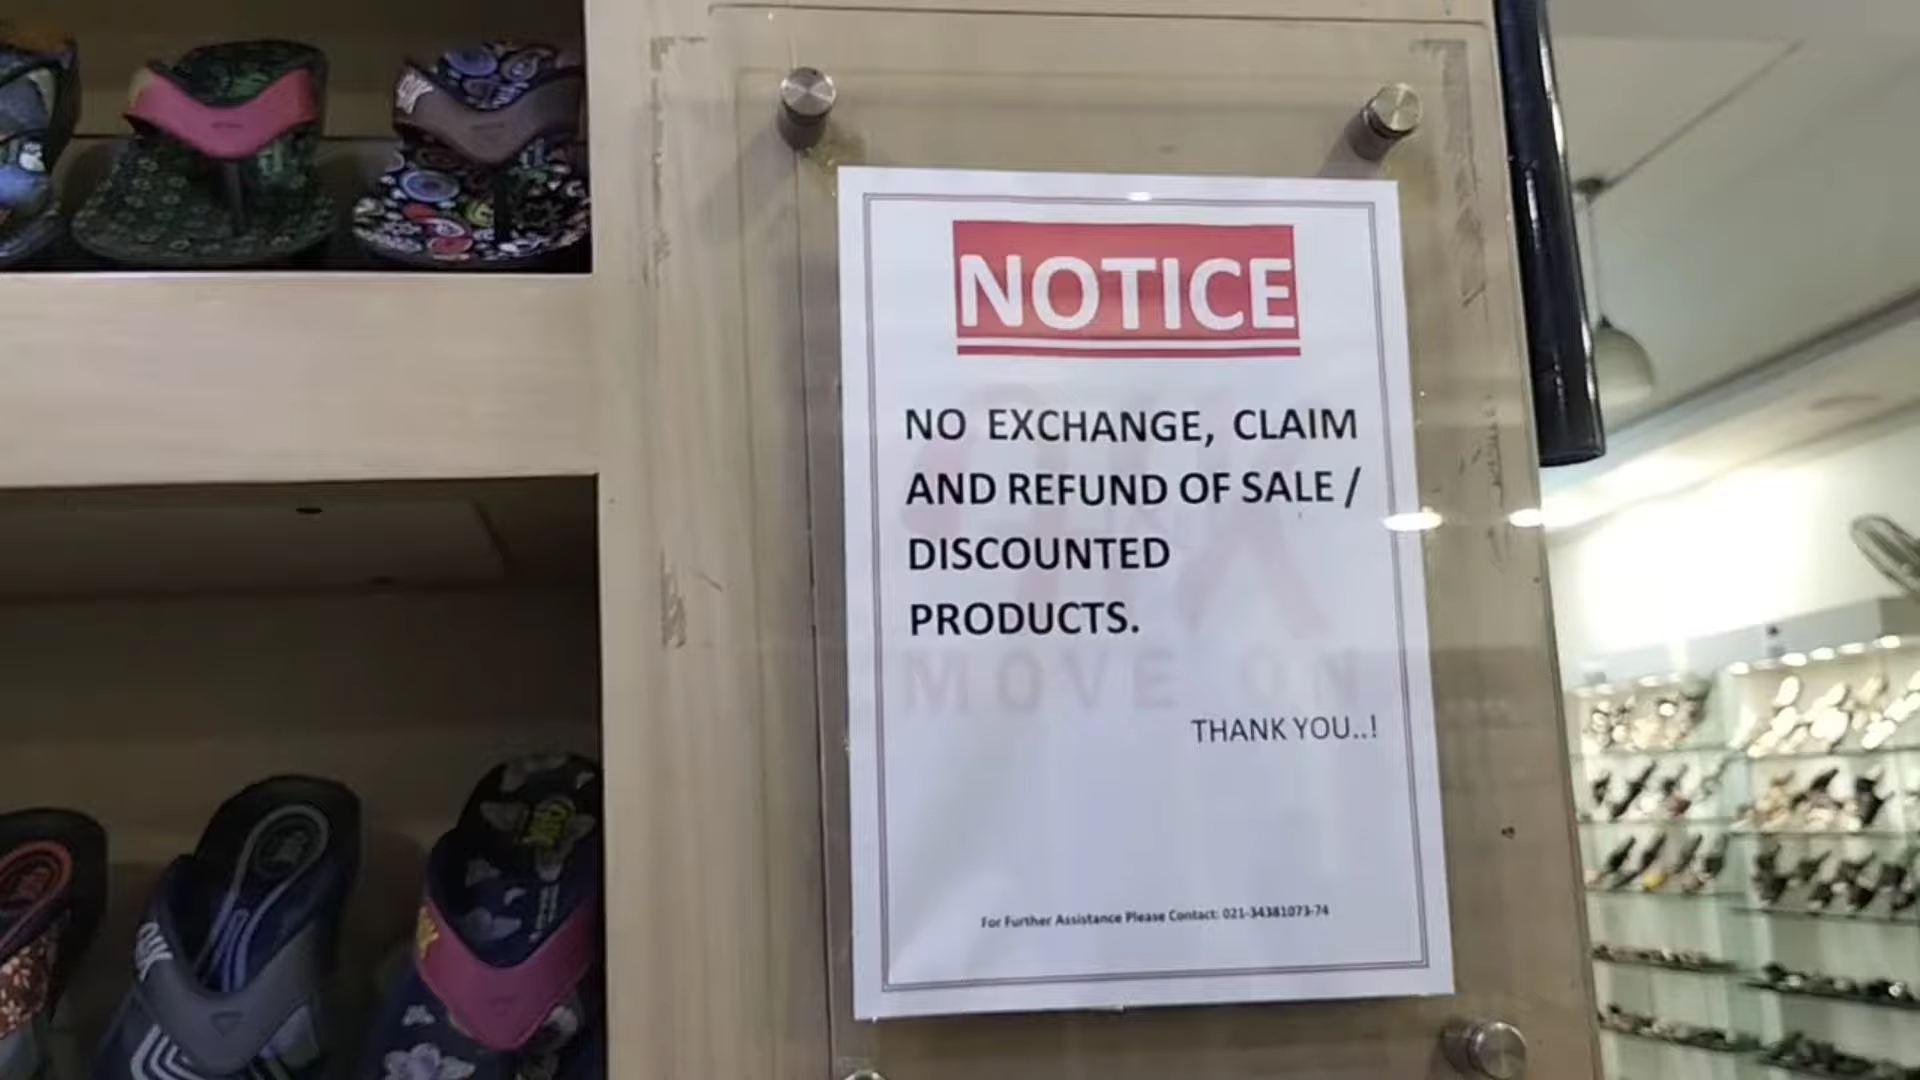 NOTICE
NO EXCHANGE, CLAIM
AND REFUND OF SALE /
DISCOUNTED
PRODUCTS.
MOVE ON
THANK YOU..!
For Further Assistance Please Contact: 021-34381073-74